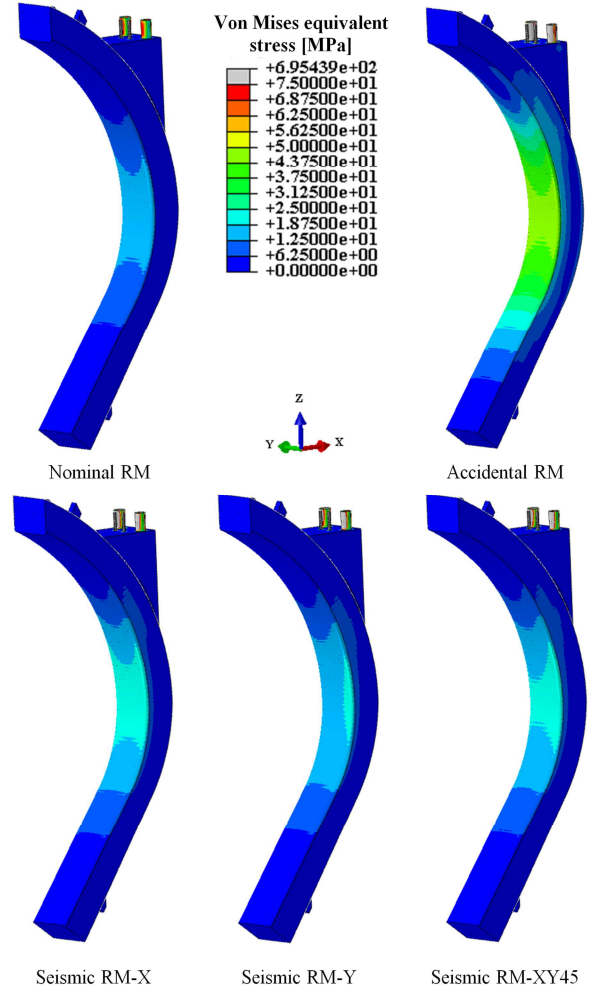 Von Mises equivalent
stress [MPa]
+6.95439e+02
+7.50000e+01
+6.87500e+01
+6.25000e+01
+5.62500e+01
+5.00000e+01
+4.37500e+01
+3.75000e+01
+3.12500e+01
+2.50000e+01
+1.87500e+01
+1.25000e+01
+6.25000e+00
+0.00000e+00
Z
Y
X
Nominal RM
Accidental RM
Seismic RM-X
Seismic RM-Y
Seismic RM-XY45